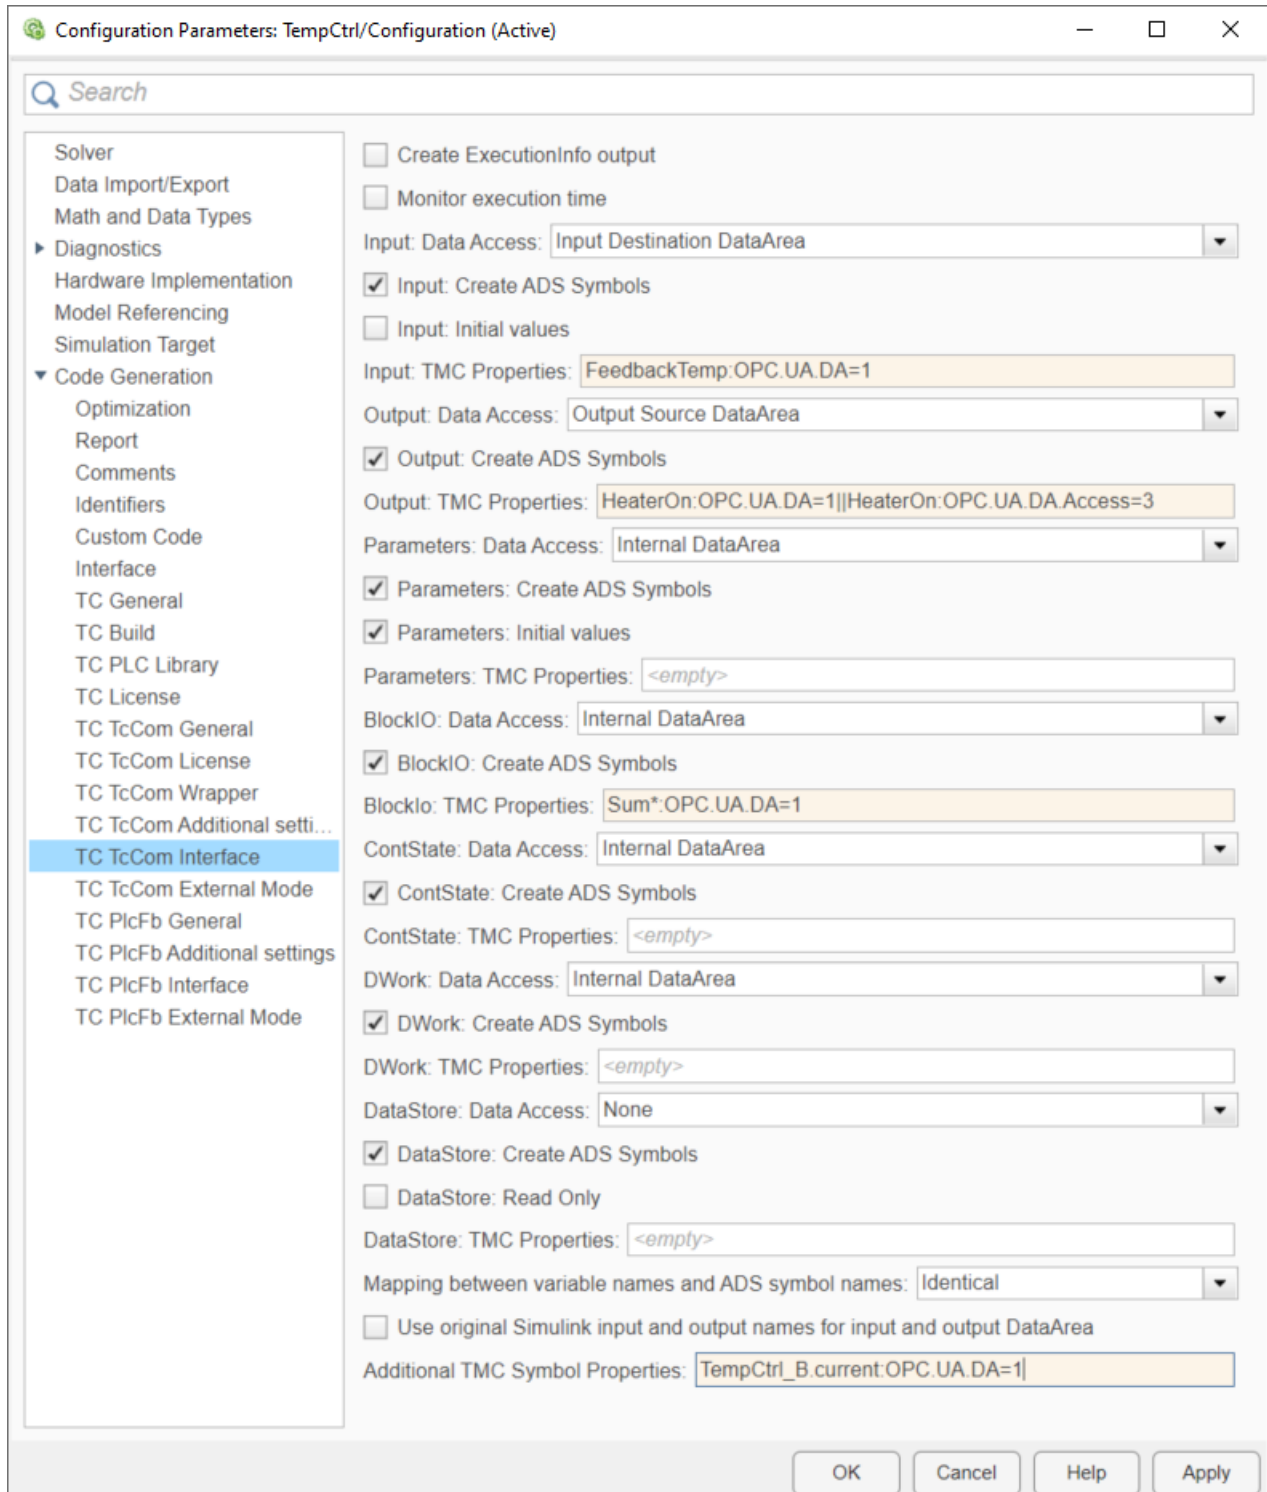 Configuration Parameters: TempCtrl/Configuration (Active)
Search
Solver
Data Import/Export
Math and Data Types
Diagnostics
Hardware Implementation
Model Referencing
Simulation Target
Code Generation
Optimization
Report
Comments
Identifiers
Custom Code
Interface
TC General
TC Build
TC PLC Library
TC License
TC TcCom General
TC TcCom License
TC TcCom Wrapper
TC TcCom Additional setti...
TC TcCom Interface
TC TcCom External Mode
TC PlcFb General
TC PlcFb Additional settings
TC PlcFb Interface
TC PlcFb External Mode
Create ExecutionInfo output
Monitor execution time
Input: Data Access: Input Destination DataArea
Input: Create ADS Symbols
Input: Initial values
Input: TMC Properties: FeedbackTemp:OPC.UA.DA=1
Output: Data Access: Output Source DataArea
Output: Create ADS Symbols
Output: TMC Properties: HeaterOn:OPC.UA.DA=1||HeaterOn:OPC.UA.DA.Access=3
Parameters: Data Access: Internal DataArea
Parameters: Create ADS Symbols
Parameters: Initial values
Parameters: TMC Properties: <empty>
BlockIO: Data Access: Internal DataArea
BlockIO: Create ADS Symbols
BlockIo: TMC Properties: Sum*:OPC.UA.DA=1
ContState: Data Access: Internal DataArea
ContState: Create ADS Symbols
ContState: TMC Properties: <empty>
DWork: Data Access: Internal DataArea
DWork: Create ADS Symbols
DWork: TMC Properties: <empty>
DataStore: Data Access: None
DataStore: Create ADS Symbols
DataStore: Read Only
DataStore: TMC Properties: <empty>
Mapping between variable names and ADS symbol names: Identical
Use original Simulink input and output names for input and output DataArea
Additional TMC Symbol Properties: TempCtrl_B.current:OPC.UA.DA=1
OK Cancel Help Apply